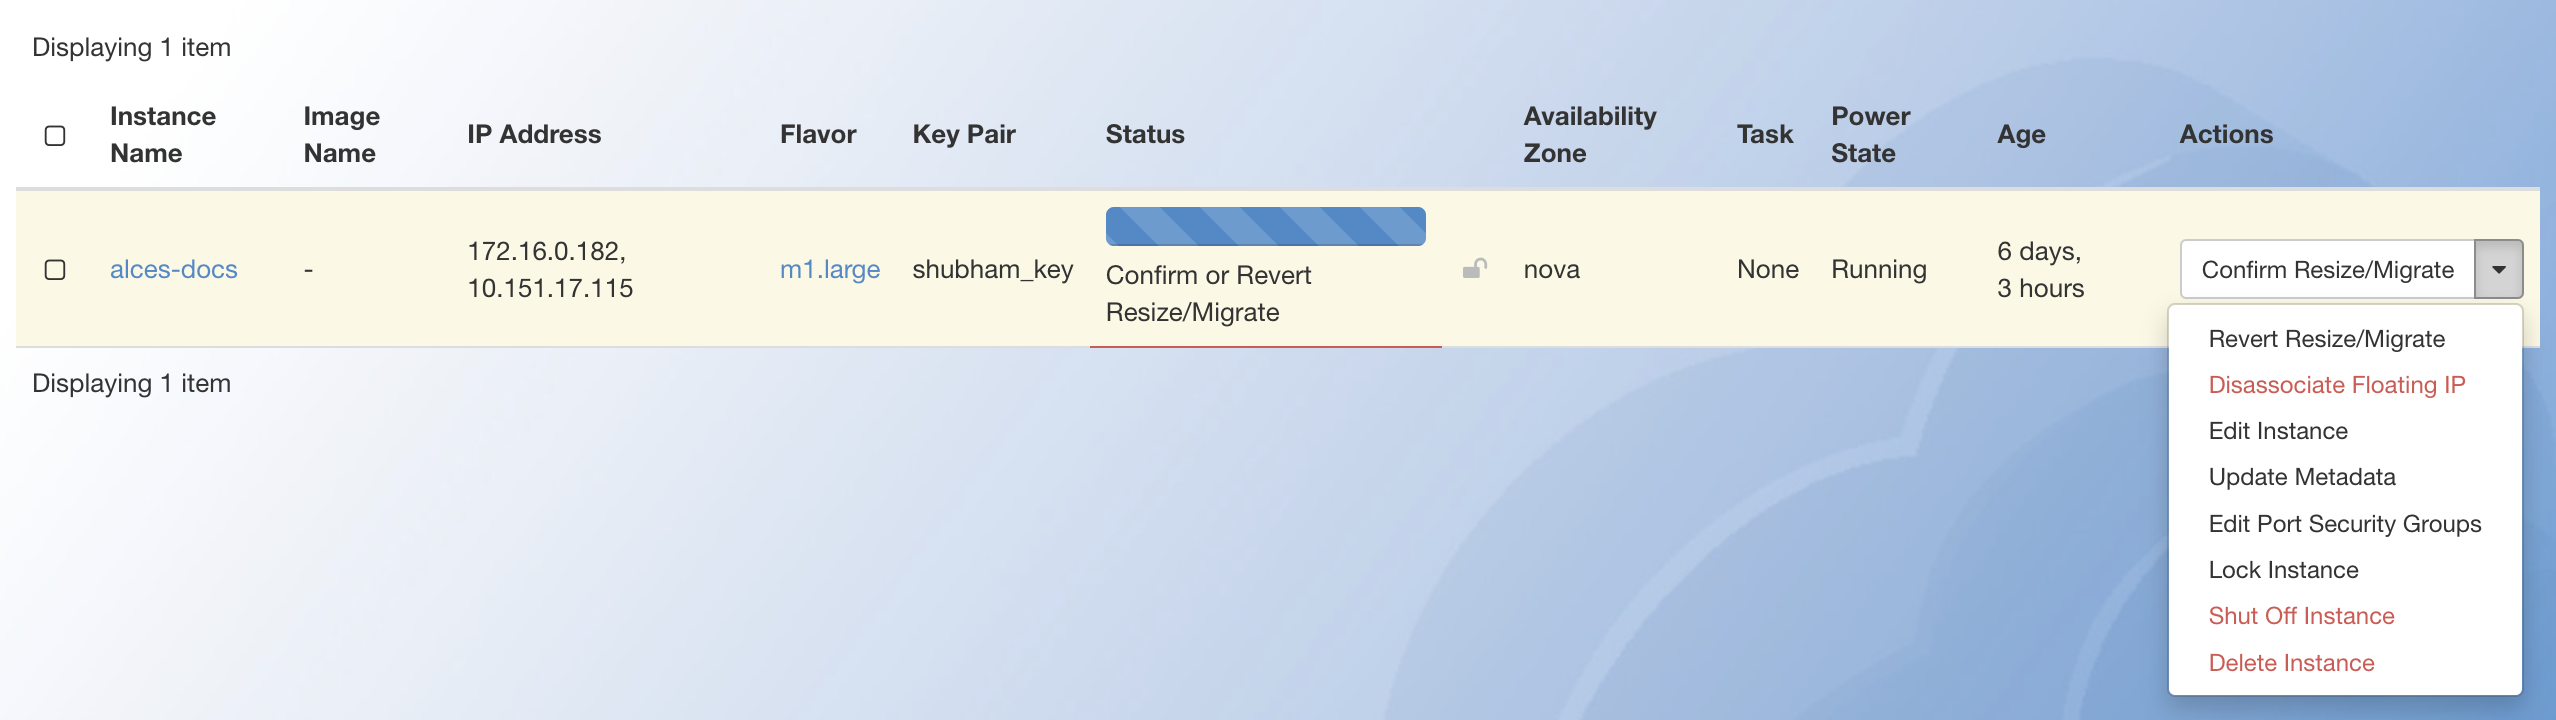 Displaying 1 item
Instance Name
Image Name
IP Address
Flavor
Key Pair
Status
Availability Zone
Task
Power State
Age
Actions
alces-docs
-
172.16.0.182,
10.151.17.115
m1.large
shubham_key
Confirm or Revert
Resize/Migrate
nova
None
Running
6 days,
3 hours
Confirm Resize/Migrate
Revert Resize/Migrate
Disassociate Floating IP
Edit Instance
Update Metadata
Edit Port Security Groups
Lock Instance
Shut Off Instance
Delete Instance
Displaying 1 item